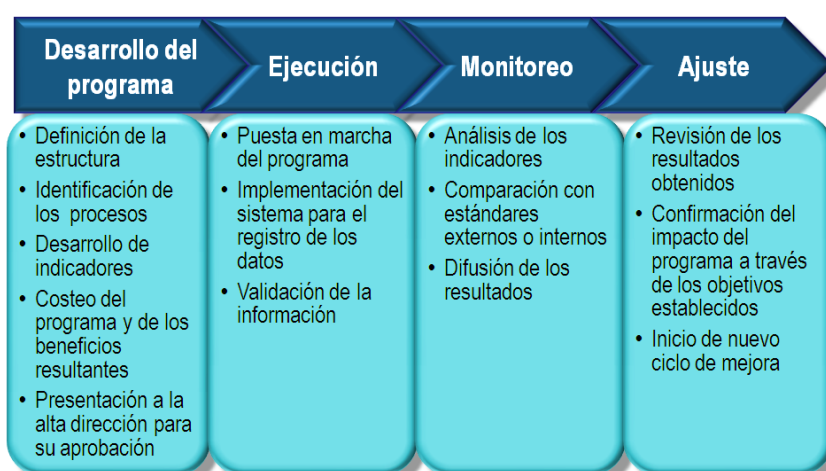 Desarrollo del
programa
Ejecución
Monitoreo
Ajuste
• Definición de la
estructura
• Identificación de
los procesos
• Desarrollo de
indicadores
• Costeo del
programa y de los
beneficios
resultantes
• Presentación a la
alta dirección para
su aprobación
• Puesta en marcha
del programa
• Implementación del
sistema para el
registro de los
datos
• Validación de la
información
• Análisis de los
indicadores
• Comparación con
estándares
externos o internos
• Difusión de los
resultados
• Revisión de los
resultados
obtenidos
• Confirmación del
impacto del
programa a través
de los objetivos
establecidos
• Inicio de nuevo
ciclo de mejora